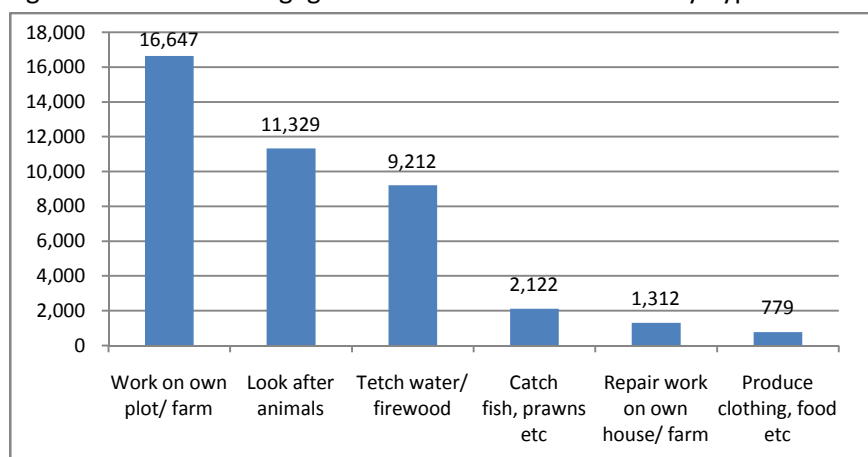 18,000
16,000
14,000
12,000
10,000
8,000
6,000
4,000
2,000
0
16,647
11,329
9,212
2,122
1,312
779
Work on own
plot/ farm
Look after
animals
Tetch water/
firewood
Catch
fish, prawns
etc
Repair work
on own
house/ farm
Produce
clothing, food
etc